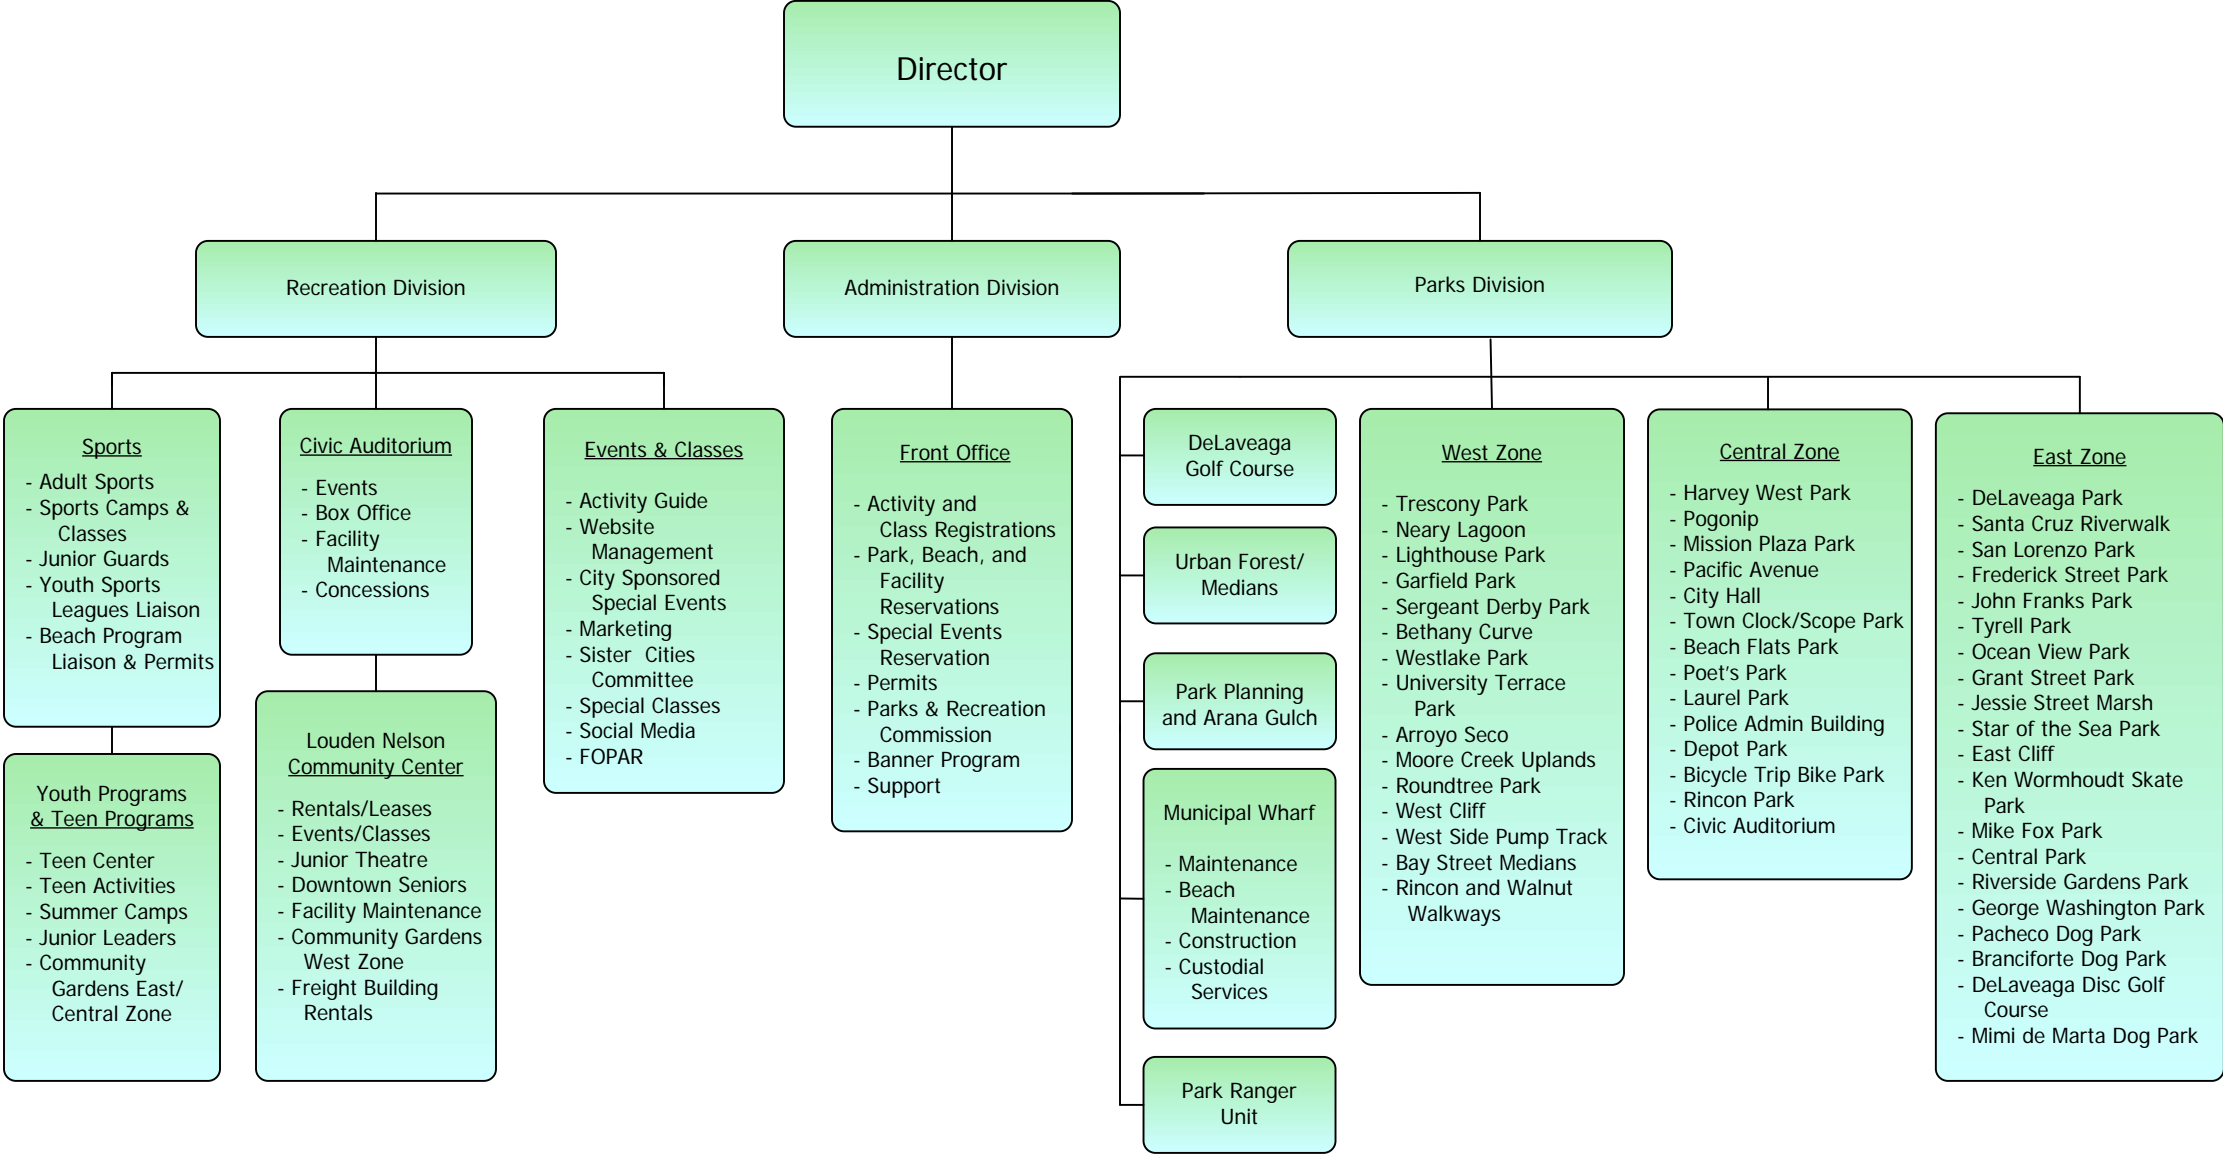 Director
Recreation Division
Administration Division
Parks Division
Sports
- Adult Sports
- Sports Camps &
Classes
- Junior Guards
- Youth Sports
Leagues Liaison
- Beach Program
Liaison & Permits
Youth Programs
& Teen Programs
- Teen Center
- Teen Activities
- Summer Camps
- Junior Leaders
- Community
Gardens East/
Central Zone
Civic Auditorium
- Events
- Box Office
- Facility
Maintenance
- Concessions
Louden Nelson
Community Center
- Rentals/Leases
- Events/Classes
- Junior Theatre
- Downtown Seniors
- Facility Maintenance
- Community Gardens
West Zone
- Freight Building
Rentals
Events & Classes
- Activity Guide
- Website
Management
- City Sponsored
Special Events
- Marketing
- Sister Cities
Committee
- Special Classes
- Social Media
- FOPAR
Front Office
- Activity and
Class Registrations
- Park, Beach, and
Facility
Reservations
- Special Events
Reservation
- Permits
- Parks & Recreation
Commission
- Banner Program
- Support
DeLaveaga
Golf Course
Urban Forest/
Medians
Park Planning
and Arana Gulch
Municipal Wharf
- Maintenance
- Beach
Maintenance
- Construction
- Custodial
Services
Park Ranger
Unit
West Zone
- Trescony Park
- Neary Lagoon
- Lighthouse Park
- Garfield Park
- Sergeant Derby Park
- Bethany Curve
- Westlake Park
- University Terrace
Park
- Arroyo Seco
- Moore Creek Uplands
- Roundtree Park
- West Cliff
- West Side Pump Track
- Bay Street Medians
- Rincon and Walnut
Walkways
Central Zone
- Harvey West Park
- Pogonip
- Mission Plaza Park
- Pacific Avenue
- City Hall
- Town Clock/Scope Park
- Beach Flats Park
- Poet's Park
- Laurel Park
- Police Admin Building
- Depot Park
- Bicycle Trip Bike Park
- Rincon Park
- Civic Auditorium
East Zone
- DeLaveaga Park
- Santa Cruz Riverwalk
- San Lorenzo Park
- Frederick Street Park
- John Franks Park
- Tyrell Park
- Ocean View Park
- Grant Street Park
- Jessie Street Marsh
- Star of the Sea Park
- East Cliff
- Ken Wormhoudt Skate
Park
- Mike Fox Park
- Central Park
- Riverside Gardens Park
- George Washington Park
- Pacheco Dog Park
- Branciforte Dog Park
- DeLaveaga Disc Golf
Course
- Mimi de Marta Dog Park